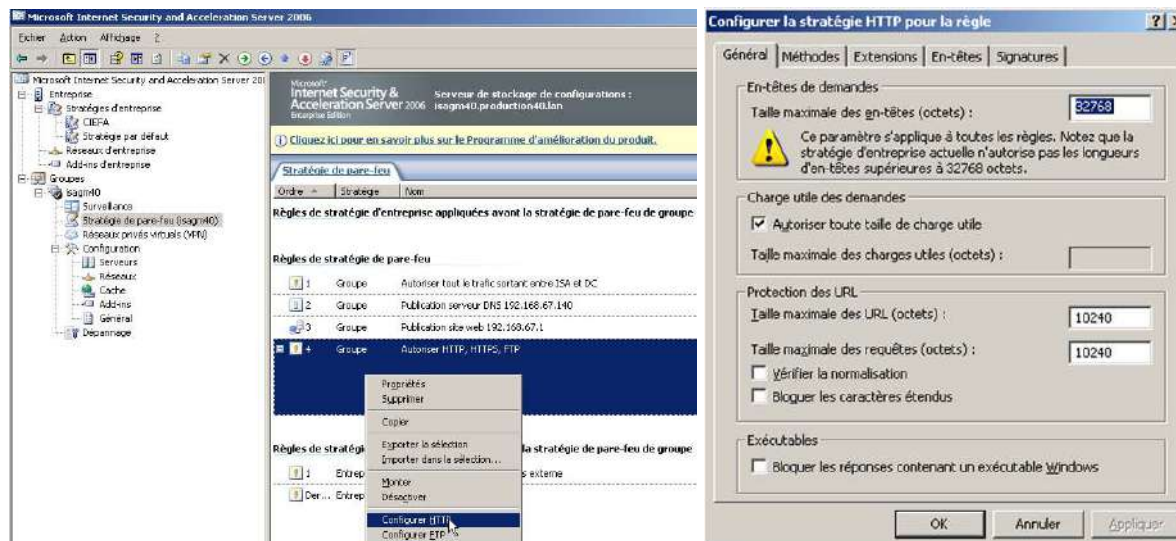 Microsoft Internet Security and Acceleration Server 2006
Fichier Action Affichage ?
Microsoft Internet Security and Acceleration Server 200
Entreprise
Stratégies d'entreprise
CIEFA
Stratégie par défaut
Réseaux d'entreprise
Add-ins d'entreprise
Groupes
isagm40
Surveillance
Stratégie de pare-feu (isagm40)
Réseaux privés virtuels (VPN)
Configuration
Serveurs
Réseaux
Cache
Add-ins
Général
Dépannage
Microsoft
Internet Security &
Acceleration Server 2006
Enterprise Edition
Serveur de stockage de configurations :
isagm40.production40.lan
Cliquez ici pour en savoir plus sur le Programme d'amélioration du produit.
Stratégie de pare-feu
Ordre Stratégie Nom
Règles de stratégie d'entreprise appliquées avant la stratégie de pare-feu de groupe
Règles de stratégie de pare-feu
1 Groupe Autoriser tout le trafic sortant entre ISA et DC
2 Groupe Publication serveur DNS 192.168.67.140
3 Groupe Publication site web 192.168.67.1
4 Groupe Autoriser HTTP, HTTPS, FTP
Propriétés
Supprimer
Copier
Exporter la sélection
Importer dans la sélection...
Monter
Désactiver
Configurer HTTP
Configurer FTP
Règles de stratégi la stratégie de pare-feu de groupe
1 Entrep s externe
Der... Entrep
Configurer la stratégie HTTP pour la règle
Général Méthodes Extensions En-têtes Signatures
En-têtes de demandes
Taille maximale des en-têtes (octets) : 32768
Ce paramètre s'applique à toutes les règles. Notez que la
stratégie d'entreprise actuelle n'autorise pas les longueurs
d'en-têtes supérieures à 32768 octets.
Charge utile des demandes
Autoriser toute taille de charge utile
Taille maximale des charges utiles (octets) :
Protection des URL
Taille maximale des URL (octets) : 10240
Taille maximale des requêtes (octets) : 10240
Vérifier la normalisation
Bloquer les caractères étendus
Exécutables
Bloquer les réponses contenant un exécutable Windows
OK Annuler Appliquer